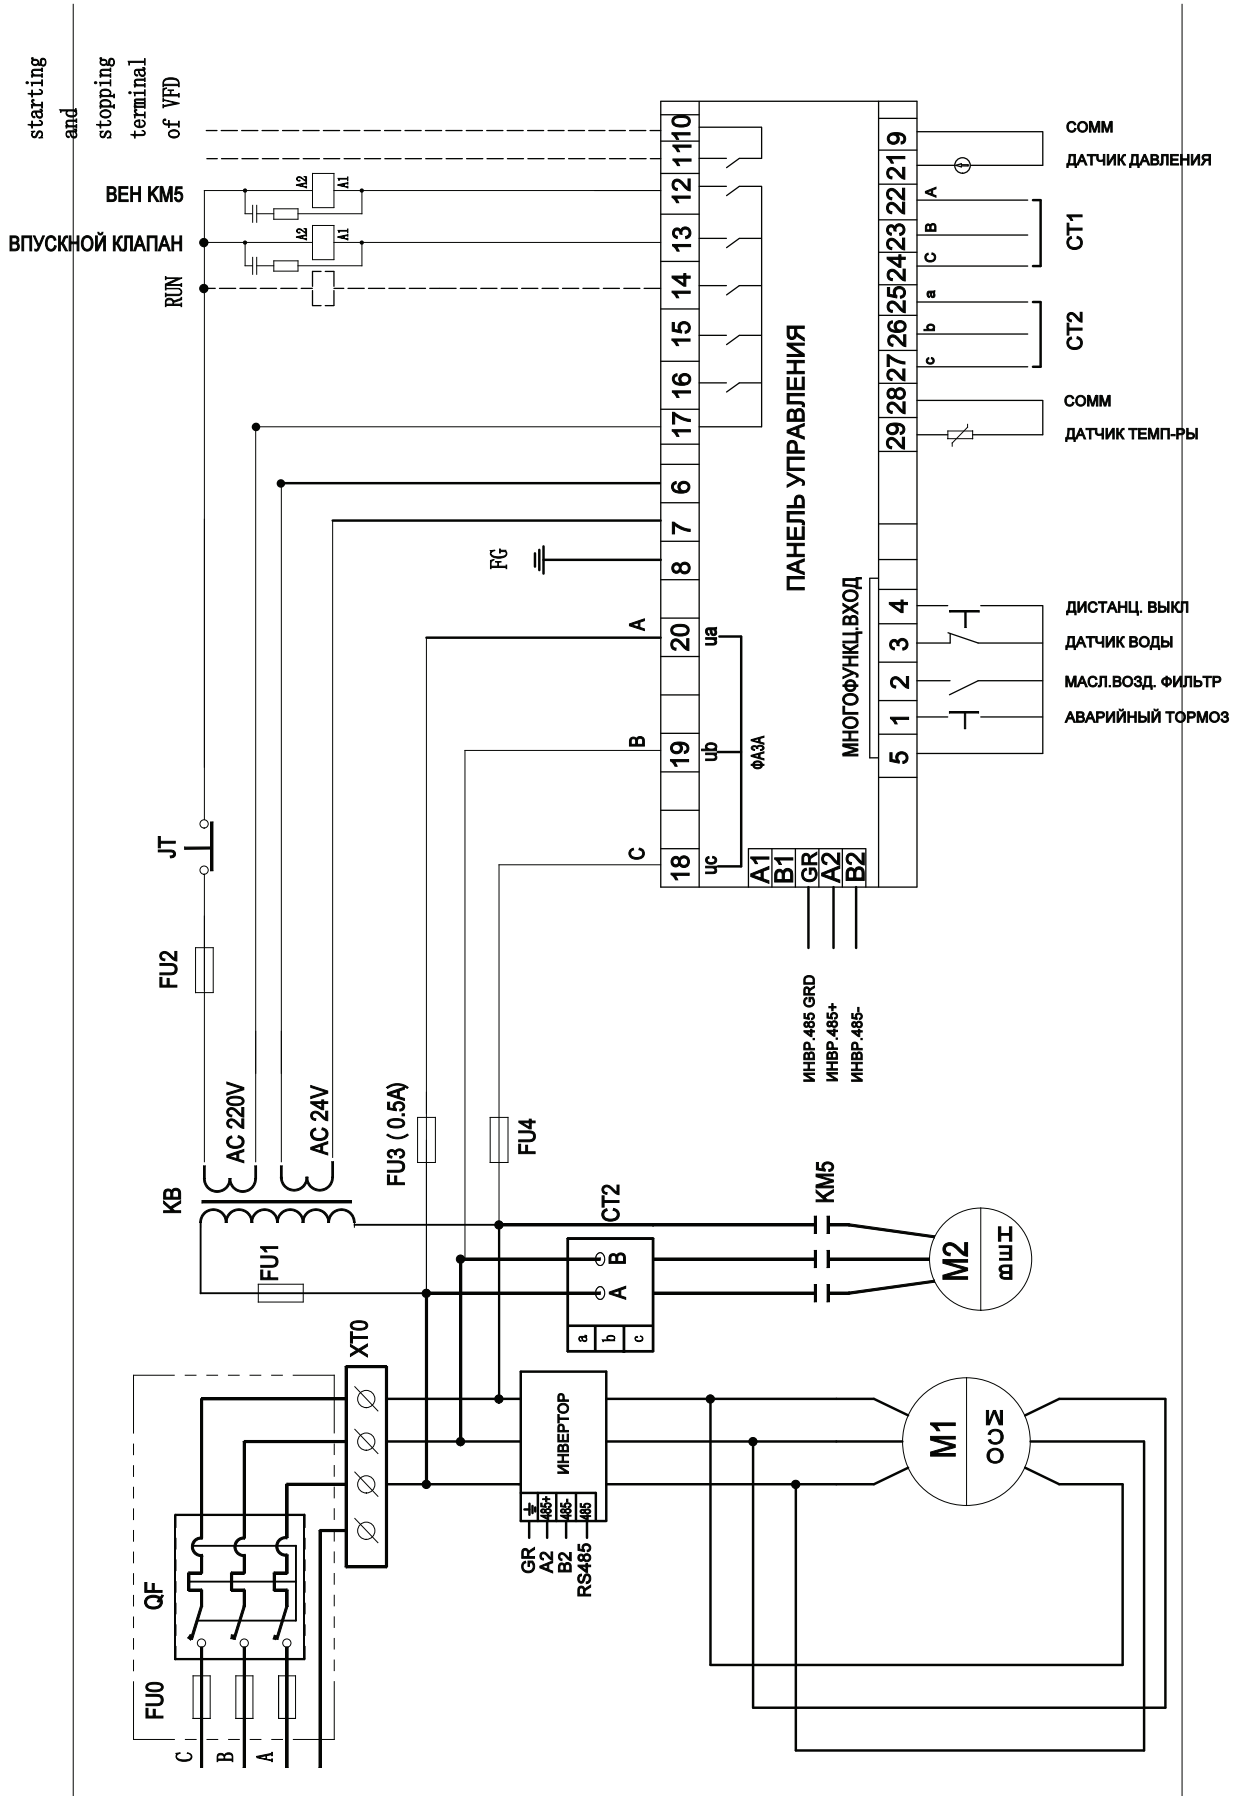 starting
and
stopping
terminal
of VFD
ВЕН КМ5
ВПУСКНОЙ КЛАПАН
RUN
A2
A1
A2
A1
10
11
12
13
14
15
16
17
6
7
8
20
19
18
FG
A
B
C
ua
ub
uc
ФАЗА
ПАНЕЛЬ УПРАВЛЕНИЯ
МНОГОФУНКЦ.ВХОД
9
21
22
23
24
25
26
27
28
29
4
3
2
1
5
COMM
ДАТЧИК ДАВЛЕНИЯ
A
B
C
CT1
a
b
c
CT2
COMM
ДАТЧИК ТЕМП-РЫ
ДИСТАНЦ. ВЫКЛ
ДАТЧИК ВОДЫ
МАСЛ.ВОЗД. ФИЛЬТР
АВАРИЙНЫЙ ТОРМОЗ
A1
B1
GR
A2
B2
ИНВР.485 GRD
ИНВР.485+
ИНВР.485-
JT
FU2
AC 220V
AC 24V
KB
FU1
FU3 ( 0.5A)
FU4
CT2
B
A
a
b
c
KM5
M2
ВЕН
XT0
ИНВЕРТОР
485+
485-
485
GR
A2
B2
RS485
M1
МСО
QF
FU0
C
B
A